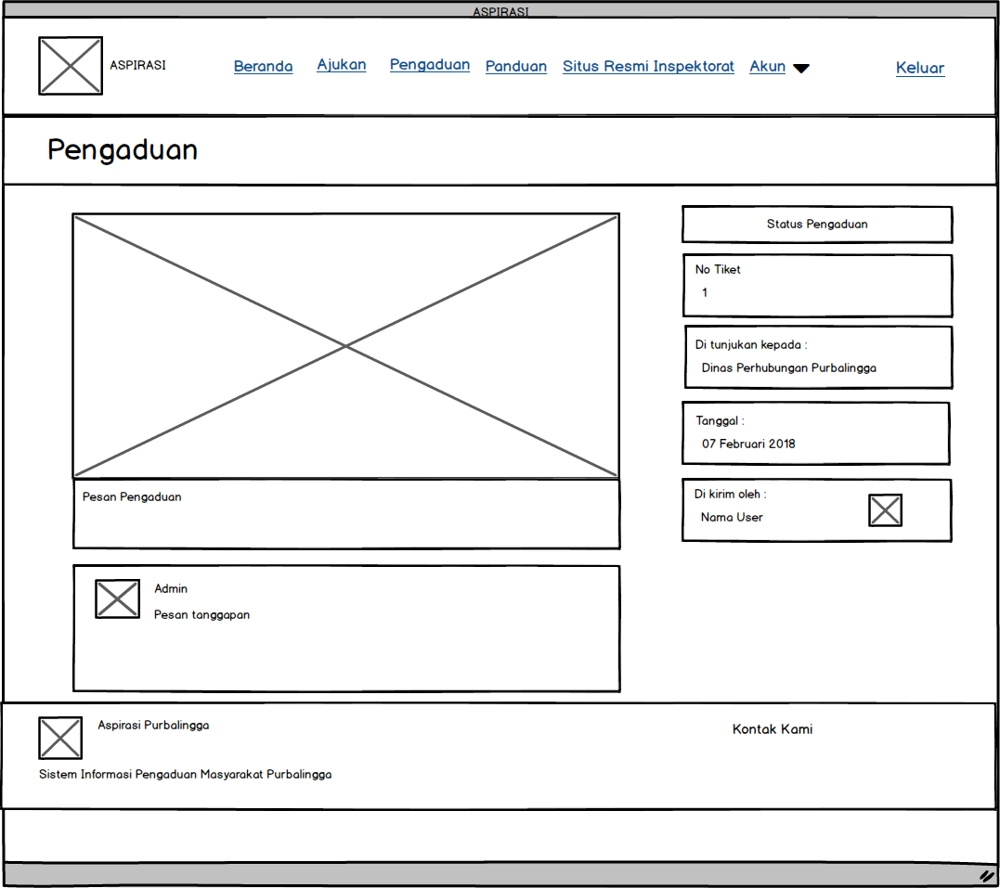 ASPIRASI
ASPIRASI
Beranda Ajukan Pengaduan Panduan Situs Resmi Inspektorat Akun Keluar
Pengaduan
Pesan Pengaduan
Admin
Pesan tanggapan
Status Pengaduan
No Tiket
1
Di tunjukan kepada :
Dinas Perhubungan Purbalingga
Tanggal :
07 Februari 2018
Di kirim oleh :
Nama User
Aspirasi Purbalingga
Sistem Informasi Pengaduan Masyarakat Purbalingga
Kontak Kami